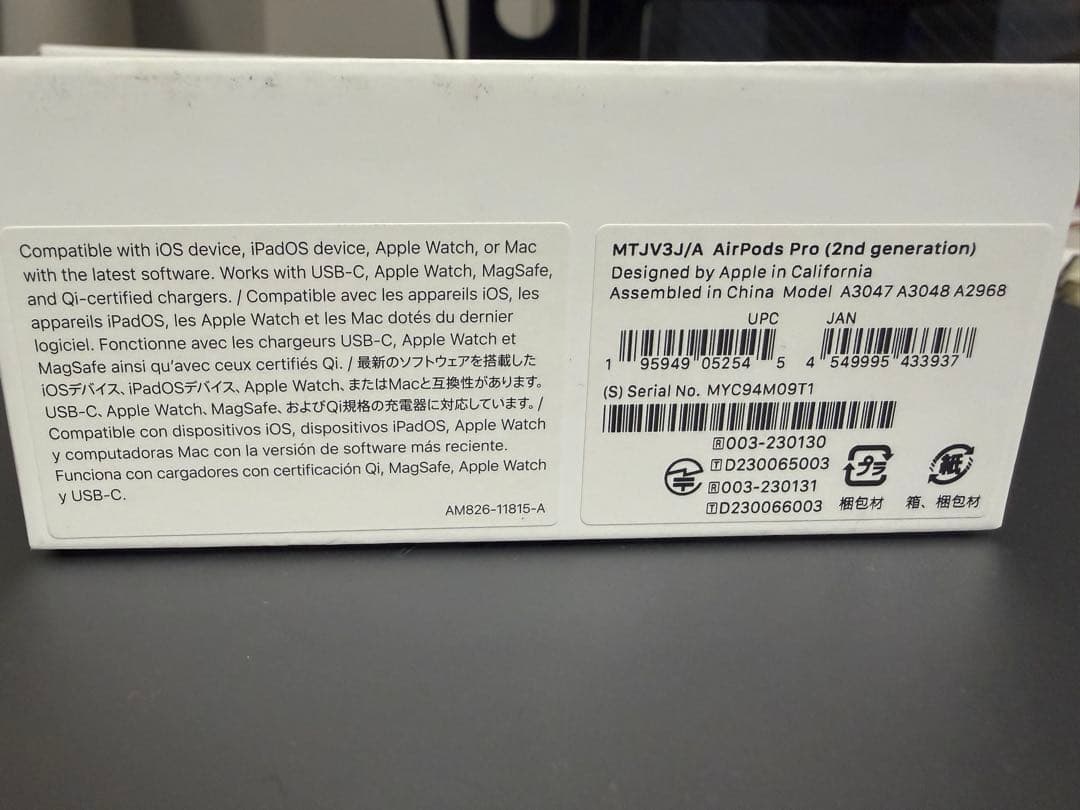 Compatible with iOS device, iPadOS device, Apple Watch, or Mac
with the latest software. Works with USB-C, Apple Watch, MagSafe,
and Qi-certified chargers. / Compatible avec les appareils iOS, les
appareils iPadOS, les Apple Watch et les Mac dotés du dernier
logiciel. Fonctionne avec les chargeurs USB-C, Apple Watch et
MagSafe ainsi qu’avec ceux certifiés Qi. / 最新のソフトウェアを搭載した
iOSデバイス、iPadOSデバイス、Apple Watch、またはMacと互換性があります。
USB-C、Apple Watch、MagSafe、およびQi規格の充電器に対応しています。/
Compatible con dispositivos iOS, dispositivos iPadOS, Apple Watch
y computadoras Mac con la versión de software más reciente.
Funciona con cargadores con certificación Qi, MagSafe, Apple Watch
y USB-C.
AM826-11815-A
MTJV3J/A AirPods Pro (2nd generation)
Designed by Apple in California
Assembled in China Model A3047 A3048 A2968
UPC JAN
1 95949 05254 5 4 549995 433937
(S) Serial No. MYC94M09T1
R 003-230130
T D230065003
R 003-231031
T D230066003
プラ 紙
梱包材 箱、梱包材